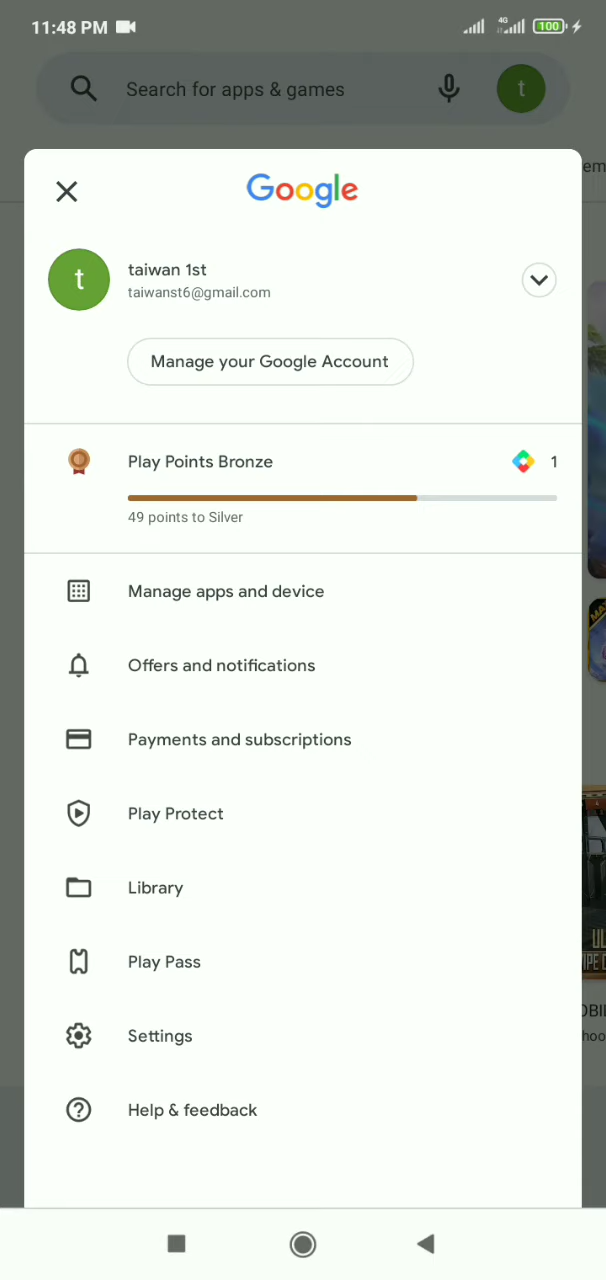 11:48 PM
4G
100
Search for apps & games
t
Google
t
taiwan 1st
taiwanst6@gmail.com
Manage your Google Account
Play Points Bronze
1
49 points to Silver
Manage apps and device
Offers and notifications
Payments and subscriptions
Play Protect
Library
Play Pass
Settings
Help & feedback